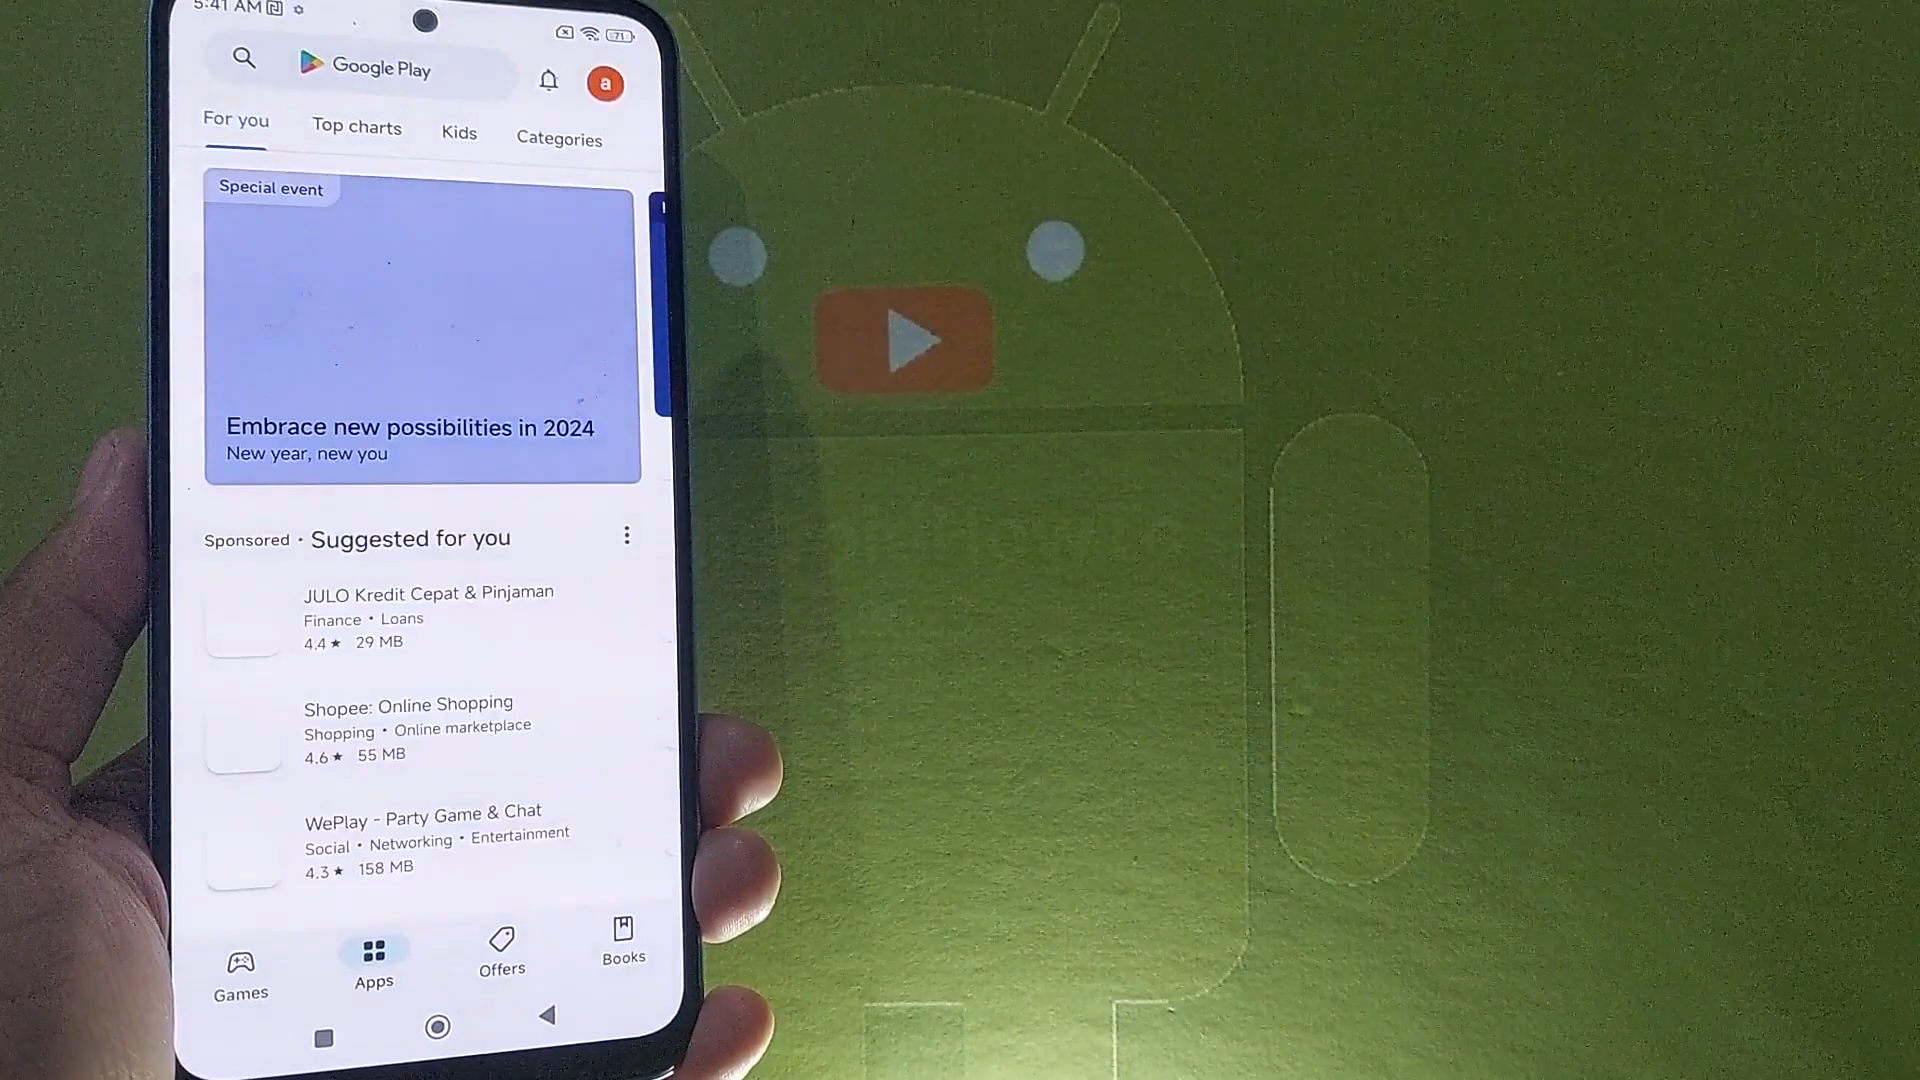 5:41 AM
71
Google Play
a
For you
Top charts
Kids
Categories
Special event
Embrace new possibilities in 2024
New year, new you
Sponsored • Suggested for you
JULO Kredit Cepat & Pinjaman
Finance • Loans
4.4★ 29 MB
Shopee: Online Shopping
Shopping • Online marketplace
4.6★ 55 MB
WePlay - Party Game & Chat
Social • Networking • Entertainment
4.3★ 158 MB
Games
Apps
Offers
Books